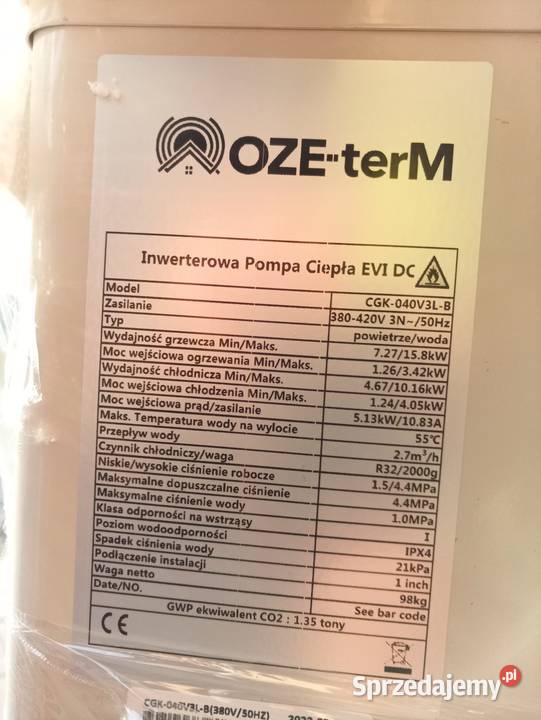 OZE-terM
Inwerterowa Pompa Ciepła EVI DC
Model CGK-040V3L-B
Zasilanie 380-420V 3N~/50Hz
Typ powietrze/woda
Wydajność grzewcza Min/Maks. 7.27/15.8kW
Moc wejściowa ogrzewania Min/Maks. 1.26/3.42kW
Wydajność chłodnicza Min/Maks. 4.67/10.16kW
Moc wejściowa chłodzenia Min/Maks. 1.24/4.05kW
Moc wejściowa prąd/zasilanie 5.13kW/10.83A
Maks. Temperatura wody na wylocie 55℃
Przepływ wody 2.7m³/h
Czynnik chłodniczy/waga R32/2000g
Niskie/wysokie ciśnienie robocze 1.5/4.4MPa
Maksymalne dopuszczalne ciśnienie 4.4MPa
Maksymalne ciśnienie wody 1.0MPa
Klasa odporności na wstrząsy I
Poziom wodoodporności IPX4
Spadek ciśnienia wody 21kPa
Podłączenie instalacji 1 inch
Waga netto 98kg
Date/NO. See bar code
GWP ekwiwalent CO2 : 1.35 tony
CE
CGK-040V3L-B(380V/50HZ)
Sprzedajemy.pl